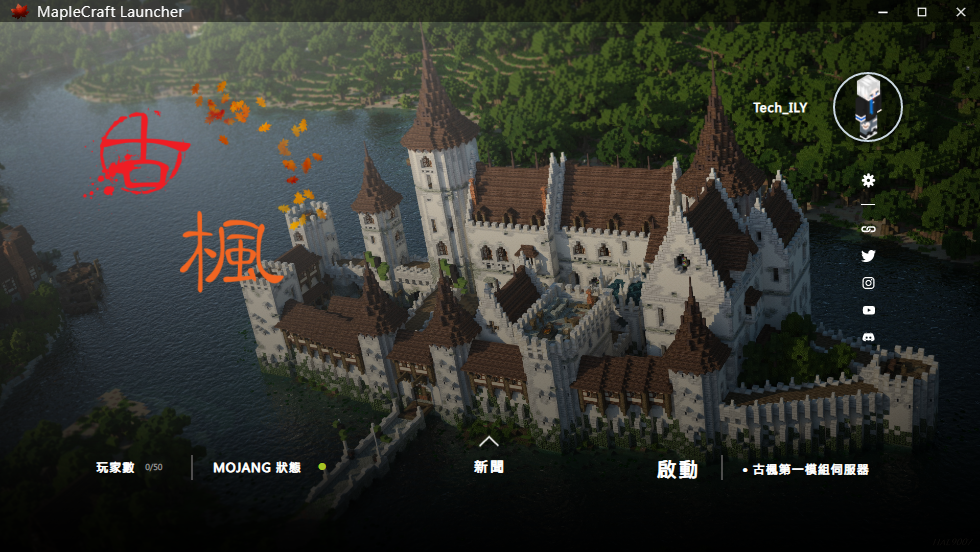 MapleCraft Launcher
Tech_ILY
古
楓
玩家數 0/50
MOJANG 狀態
新聞
啟動
• 古楓第一模組伺服器